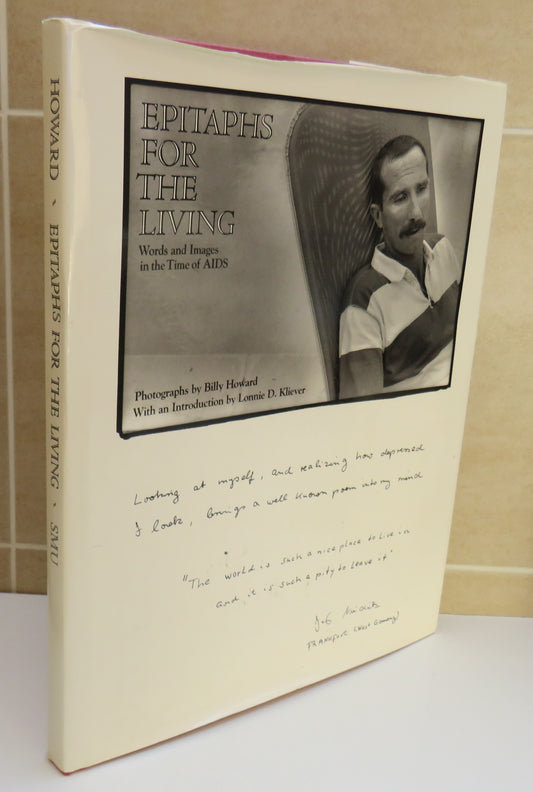 HOWARD · EPITAPHS FOR THE LIVING · SMU
EPITAPHS
FOR
THE
LIVING
Words and Images
in the Time of AIDS
Photographs by Billy Howard
With an Introduction by Lonnie D. Kliever
Looking at myself, and realizing how depressed
I look, brings a well known poem into my mind
"The world is such a nice place to live in
and it is such a pity to leave it"
FRANKFURT (West Germany)